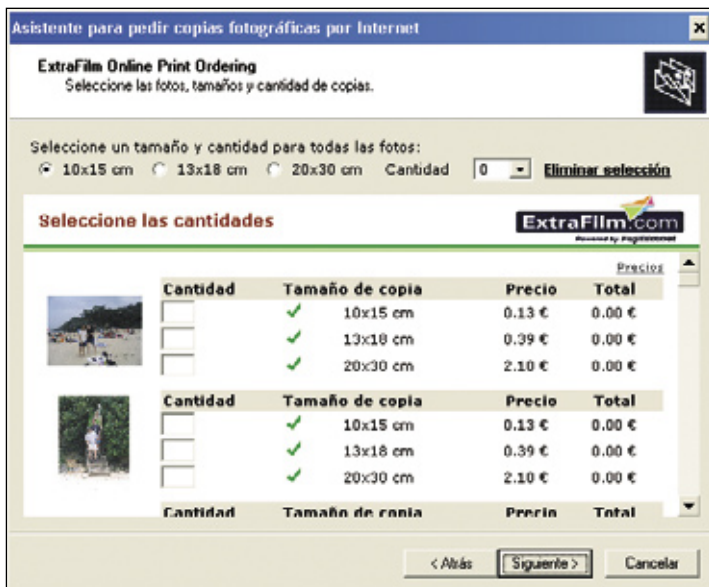 Asistente para pedir copias fotográficas por Internet
ExtraFilm Online Print Ordering
Seleccione las fotos, tamaños y cantidad de copias.
Seleccione un tamaño y cantidad para todas las fotos:
10x15 cm 13x18 cm 20x30 cm Cantidad 0 Eliminar selección
Seleccione las cantidades
ExtraFilm.com
Powered by
Precios
Cantidad Tamaño de copia Precio Total
10x15 cm 0.13 € 0.00 €
13x18 cm 0.39 € 0.00 €
20x30 cm 2.10 € 0.00 €
Cantidad Tamaño de copia Precio Total
10x15 cm 0.13 € 0.00 €
13x18 cm 0.39 € 0.00 €
20x30 cm 2.10 € 0.00 €
Cantidad Tamaño de copia Precio Total
< Atrás Siguiente > Cancelar